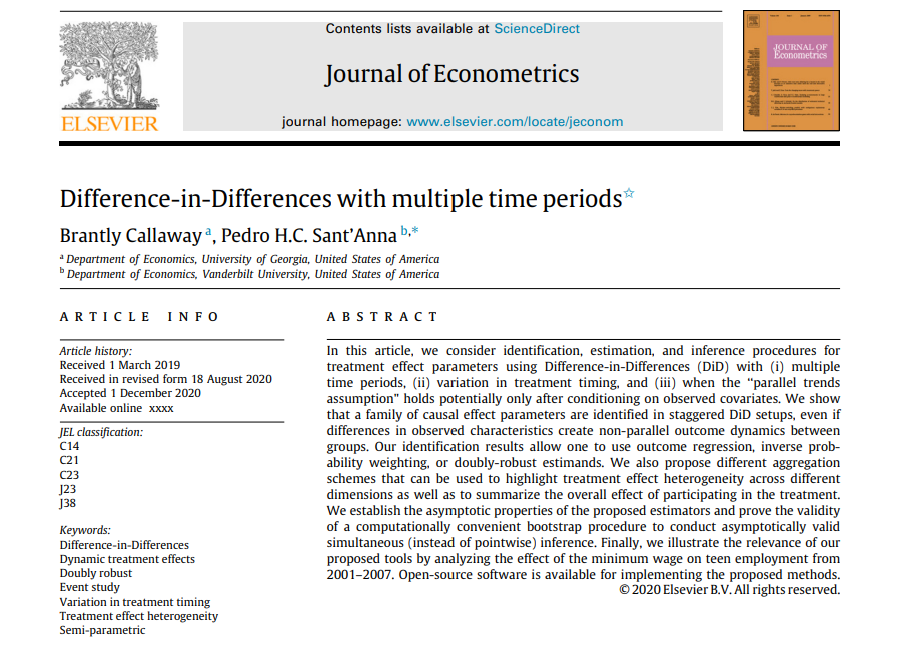 Contents lists available at ScienceDirect
Journal of Econometrics
journal homepage: www.elsevier.com/locate/jeconom
ELSEVIER
JOURNAL OF
Econometrics
Difference-in-Differences with multiple time periods☆
Brantly Callaway a, Pedro H.C. Sant’Anna b,*
a Department of Economics, University of Georgia, United States of America
b Department of Economics, Vanderbilt University, United States of America
ARTICLE INFO
Article history:
Received 1 March 2019
Received in revised form 18 August 2020
Accepted 1 December 2020
Available online xxxx
JEL classification:
C14
C21
C23
J23
J38
Keywords:
Difference-in-Differences
Dynamic treatment effects
Doubly robust
Event study
Variation in treatment timing
Treatment effect heterogeneity
Semi-parametric
ABSTRACT
In this article, we consider identification, estimation, and inference procedures for
treatment effect parameters using Difference-in-Differences (DiD) with (i) multiple
time periods, (ii) variation in treatment timing, and (iii) when the “parallel trends
assumption” holds potentially only after conditioning on observed covariates. We show
that a family of causal effect parameters are identified in staggered DiD setups, even if
differences in observed characteristics create non-parallel outcome dynamics between
groups. Our identification results allow one to use outcome regression, inverse prob-
ability weighting, or doubly-robust estimands. We also propose different aggregation
schemes that can be used to highlight treatment effect heterogeneity across different
dimensions as well as to summarize the overall effect of participating in the treatment.
We establish the asymptotic properties of the proposed estimators and prove the validity
of a computationally convenient bootstrap procedure to conduct asymptotically valid
simultaneous (instead of pointwise) inference. Finally, we illustrate the relevance of our
proposed tools by analyzing the effect of the minimum wage on teen employment from
2001–2007. Open-source software is available for implementing the proposed methods.
© 2020 Elsevier B.V. All rights reserved.